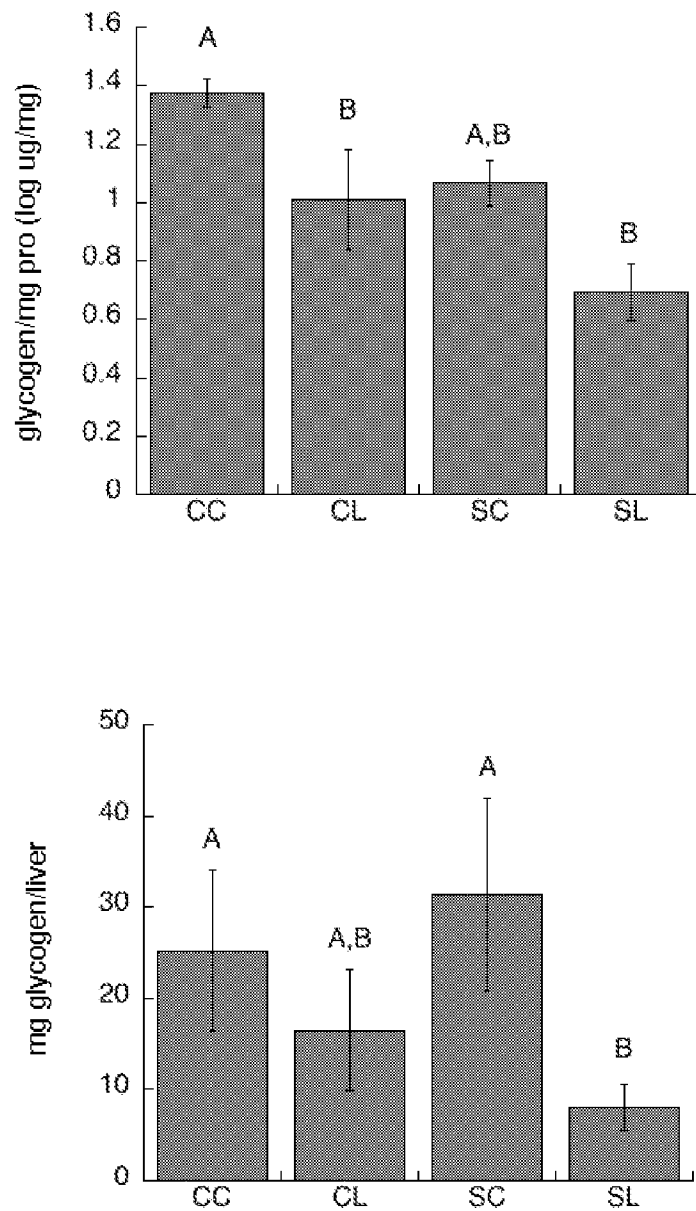 glycogen/mg pro (log ug/mg)
1.6
1.4
1.2
1
0.8
0.6
0.4
0.2
0
A
B
A,B
B
CC CL SC SL
mg glycogen/liver
50
40
30
20
10
0
A
A,B
A
B
CC CL SC SL